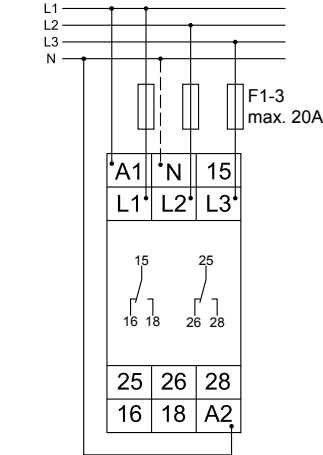 L1
L2
L3
N
F1-3
max. 20A
A1 N 15
L1 L2 L3
15 25
16 18 26 28
25 26 28
16 18 A2